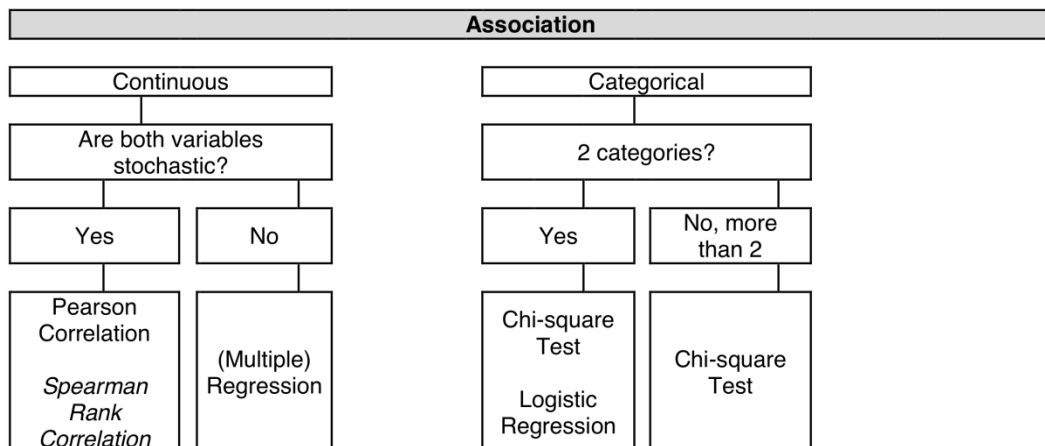 Association
Continuous
Categorical
Are both variables
stochastic?
2 categories?
Yes
No
Yes
No, more
than 2
Pearson
Correlation
Spearman
Rank
Correlation
(Multiple)
Regression
Chi-square
Test
Logistic
Regression
Chi-square
Test